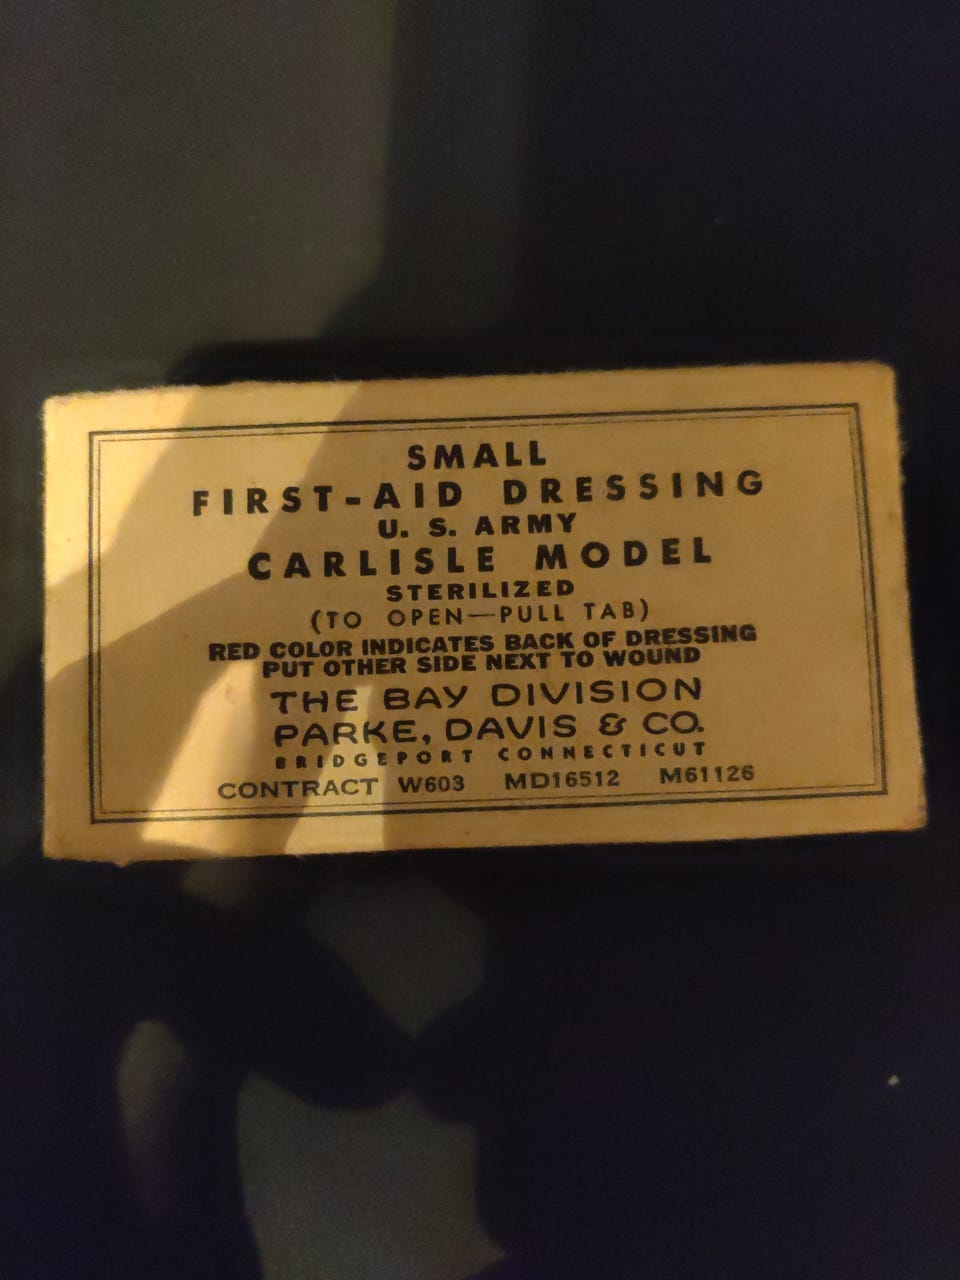 SMALL
FIRST-AID DRESSING
U. S. ARMY
CARLISLE MODEL
STERILIZED
(TO OPEN—PULL TAB)
RED COLOR INDICATES BACK OF DRESSING
PUT OTHER SIDE NEXT TO WOUND
THE BAY DIVISION
PARKE, DAVIS & CO.
BRIDGEPORT CONNECTICUT
CONTRACT W603 MD16512 M61126